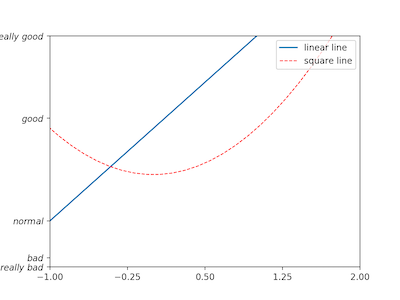 eally good
good
normal
bad
really bad
−1.00
−0.25
0.50
1.25
2.00
linear line
square line